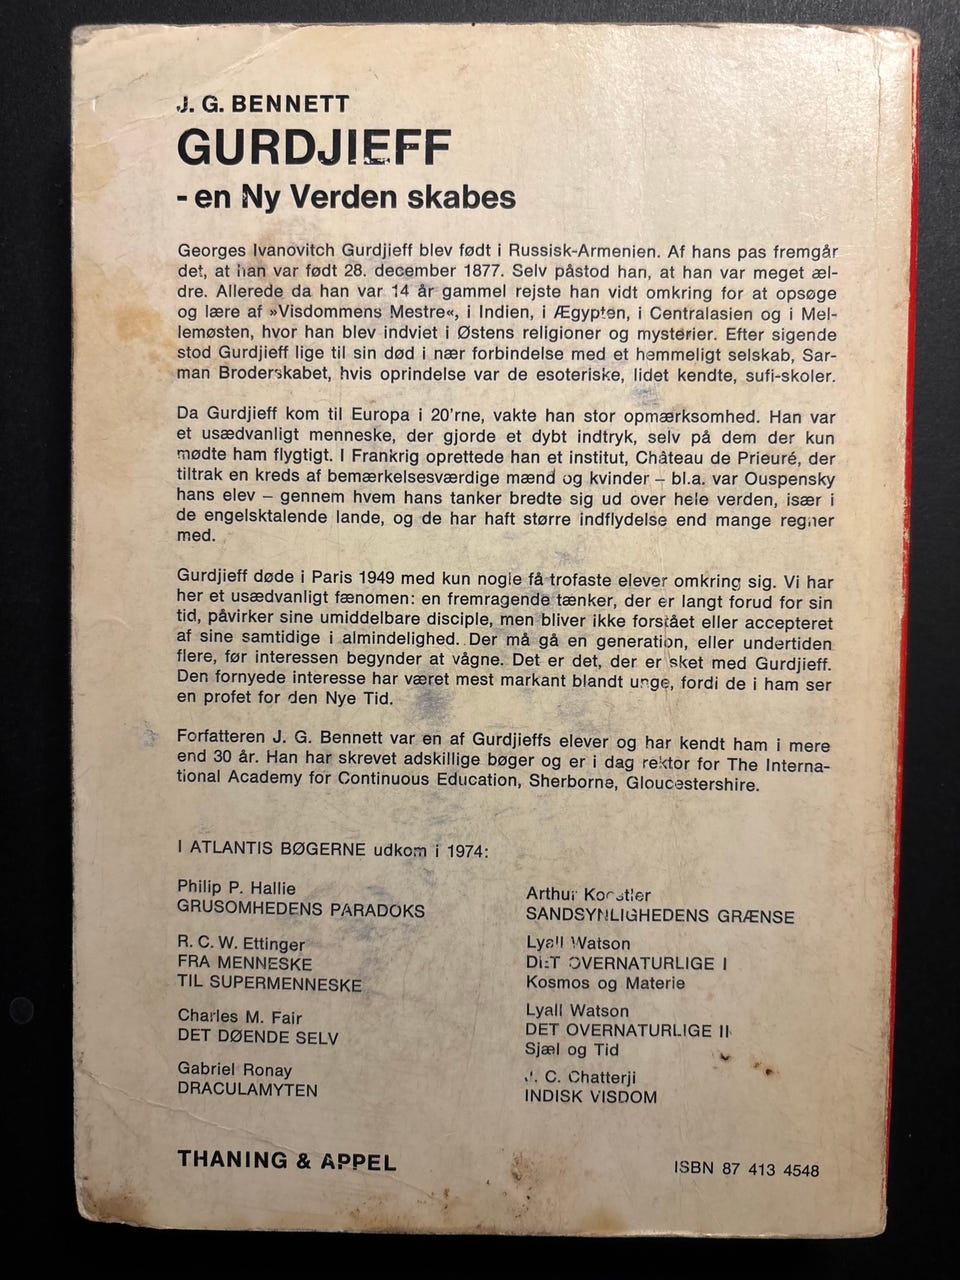 J. G. BENNETT
GURDJIEFF
- en Ny Verden skabes
Georges Ivanovitch Gurdjieff blev født i Russisk-Armenien. Af hans pas fremgår
det, at han var født 28. december 1877. Selv påstod han, at han var meget æl-
dre. Allerede da han var 14 år gammel rejste han vidt omkring for at opsøge
og lære af »Visdommens Mestre«, i Indien, i Ægypten, i Centralasien og i Mel-
lemøsten, hvor han blev indviet i Østens religioner og mysterier. Efter sigende
stod Gurdjieff lige til sin død i nær forbindelse med et hemmeligt selskab, Sar-
man Broderskabet, hvis oprindelse var de esoteriske, lidet kendte, sufi-skoler.
Da Gurdjieff kom til Europa i 20'rne, vakte han stor opmærksomhed. Han var
et usædvanligt menneske, der gjorde et dybt indtryk, selv på dem der kun
mødte ham flygtigt. I Frankrig oprettede han et institut, Château de Prieuré, der
tiltrak en kreds af bemærkelsesværdige mænd og kvinder – bl.a. var Ouspensky
hans elev – gennem hvem hans tanker bredte sig ud over hele verden, især i
de engelsktalende lande, og de har haft større indflydelse end mange regner
med.
Gurdjieff døde i Paris 1949 med kun nogle få trofaste elever omkring sig. Vi har
her et usædvanligt fænomen: en fremragende tænker, der er langt forud for sin
tid, påvirker sine umiddelbare disciple, men bliver ikke forstået eller accepteret
af sine samtidige i almindelighed. Der må gå en generation, eller undertiden
flere, før interessen begynder at vågne. Det er det, der er sket med Gurdjieff.
Den fornyede interesse har været mest markant blandt unge, fordi de i ham ser
en profet for den Nye Tid.
Forfatteren J. G. Bennett var en af Gurdjieffs elever og har kendt ham i mere
end 30 år. Han har skrevet adskillige bøger og er i dag rektor for The Interna-
tional Academy for Continuous Education, Sherborne, Gloucestershire.
I ATLANTIS BØGERNE udkom i 1974:
Philip P. Hallie
GRUSOMHEDENS PARADOKS
R. C. W. Ettinger
FRA MENNESKE
TIL SUPERMENNESKE
Charles M. Fair
DET DØENDE SELV
Gabriel Ronay
DRACULAMYTEN
Arthur Koestler
SANDSYNLIGHEDENS GRÆNSE
Lyall Watson
DET OVERNATURLIGE I
Kosmos og Materie
Lyall Watson
DET OVERNATURLIGE II
Sjæl og Tid
J. C. Chatterji
INDISK VISDOM
THANING & APPEL
ISBN 87 413 4548